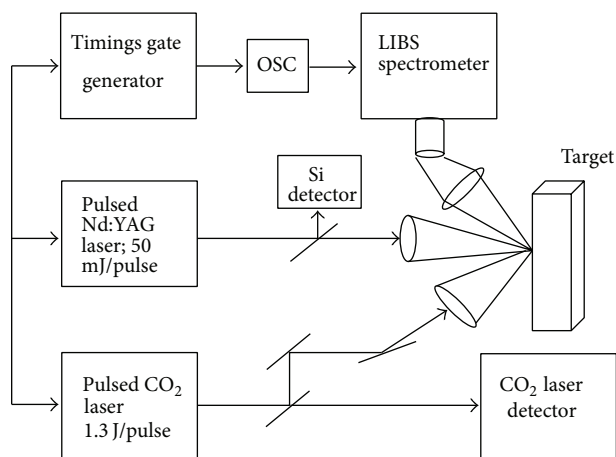 Timings gate
generator
OSC
LIBS
spectrometer
Target
Si
detector
Pulsed
Nd:YAG
laser; 50
mJ/pulse
Pulsed CO₂
laser
1.3 J/pulse
CO₂ laser
detector